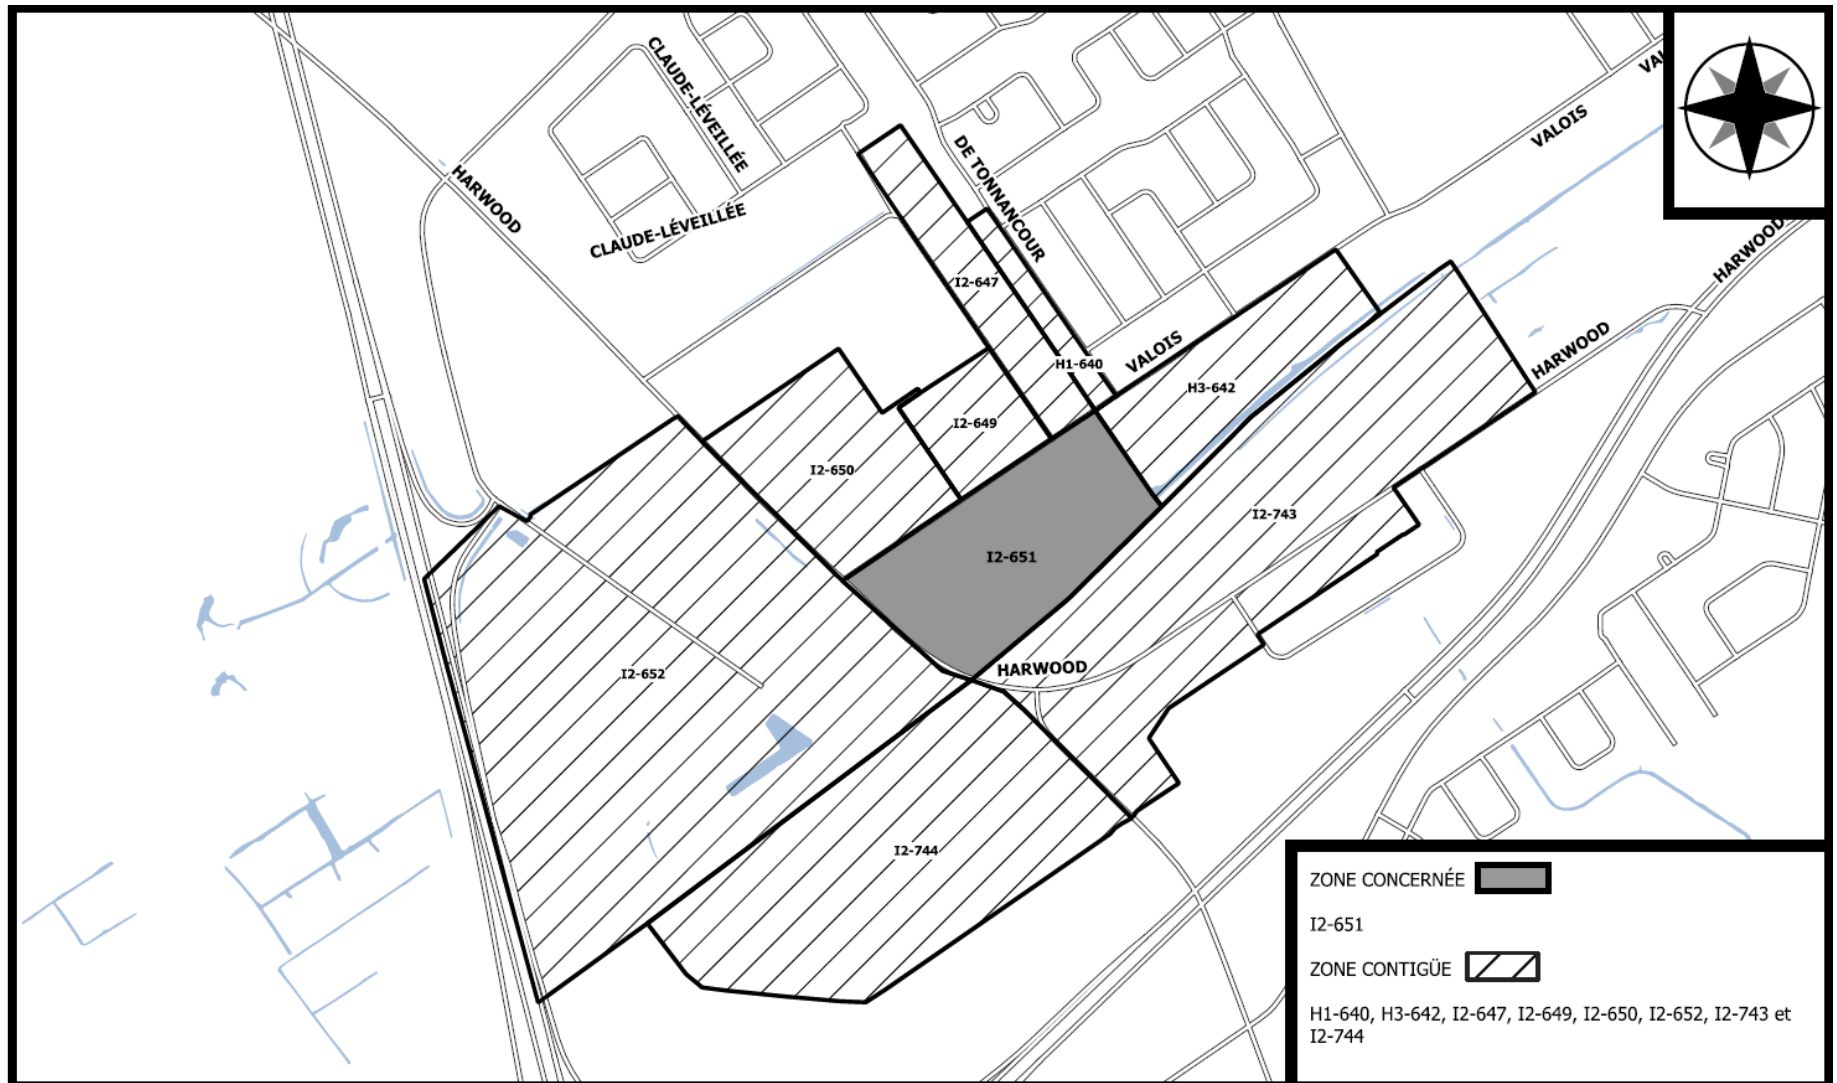 CLAUDE-LÉVEILLÉE
VALOIS
HARWOOD
DE TONNANCOUR
CLAUDE-LÉVEILLÉE
HARWOOD
I2-647
HARWOOD
VALOIS
H1-640
H3-642
I2-649
I2-650
I2-743
I2-651
HARWOOD
I2-652
I2-744
ZONE CONCERNÉE
I2-651
ZONE CONTIGÜE
H1-640, H3-642, I2-647, I2-649, I2-650, I2-652, I2-743 et
I2-744